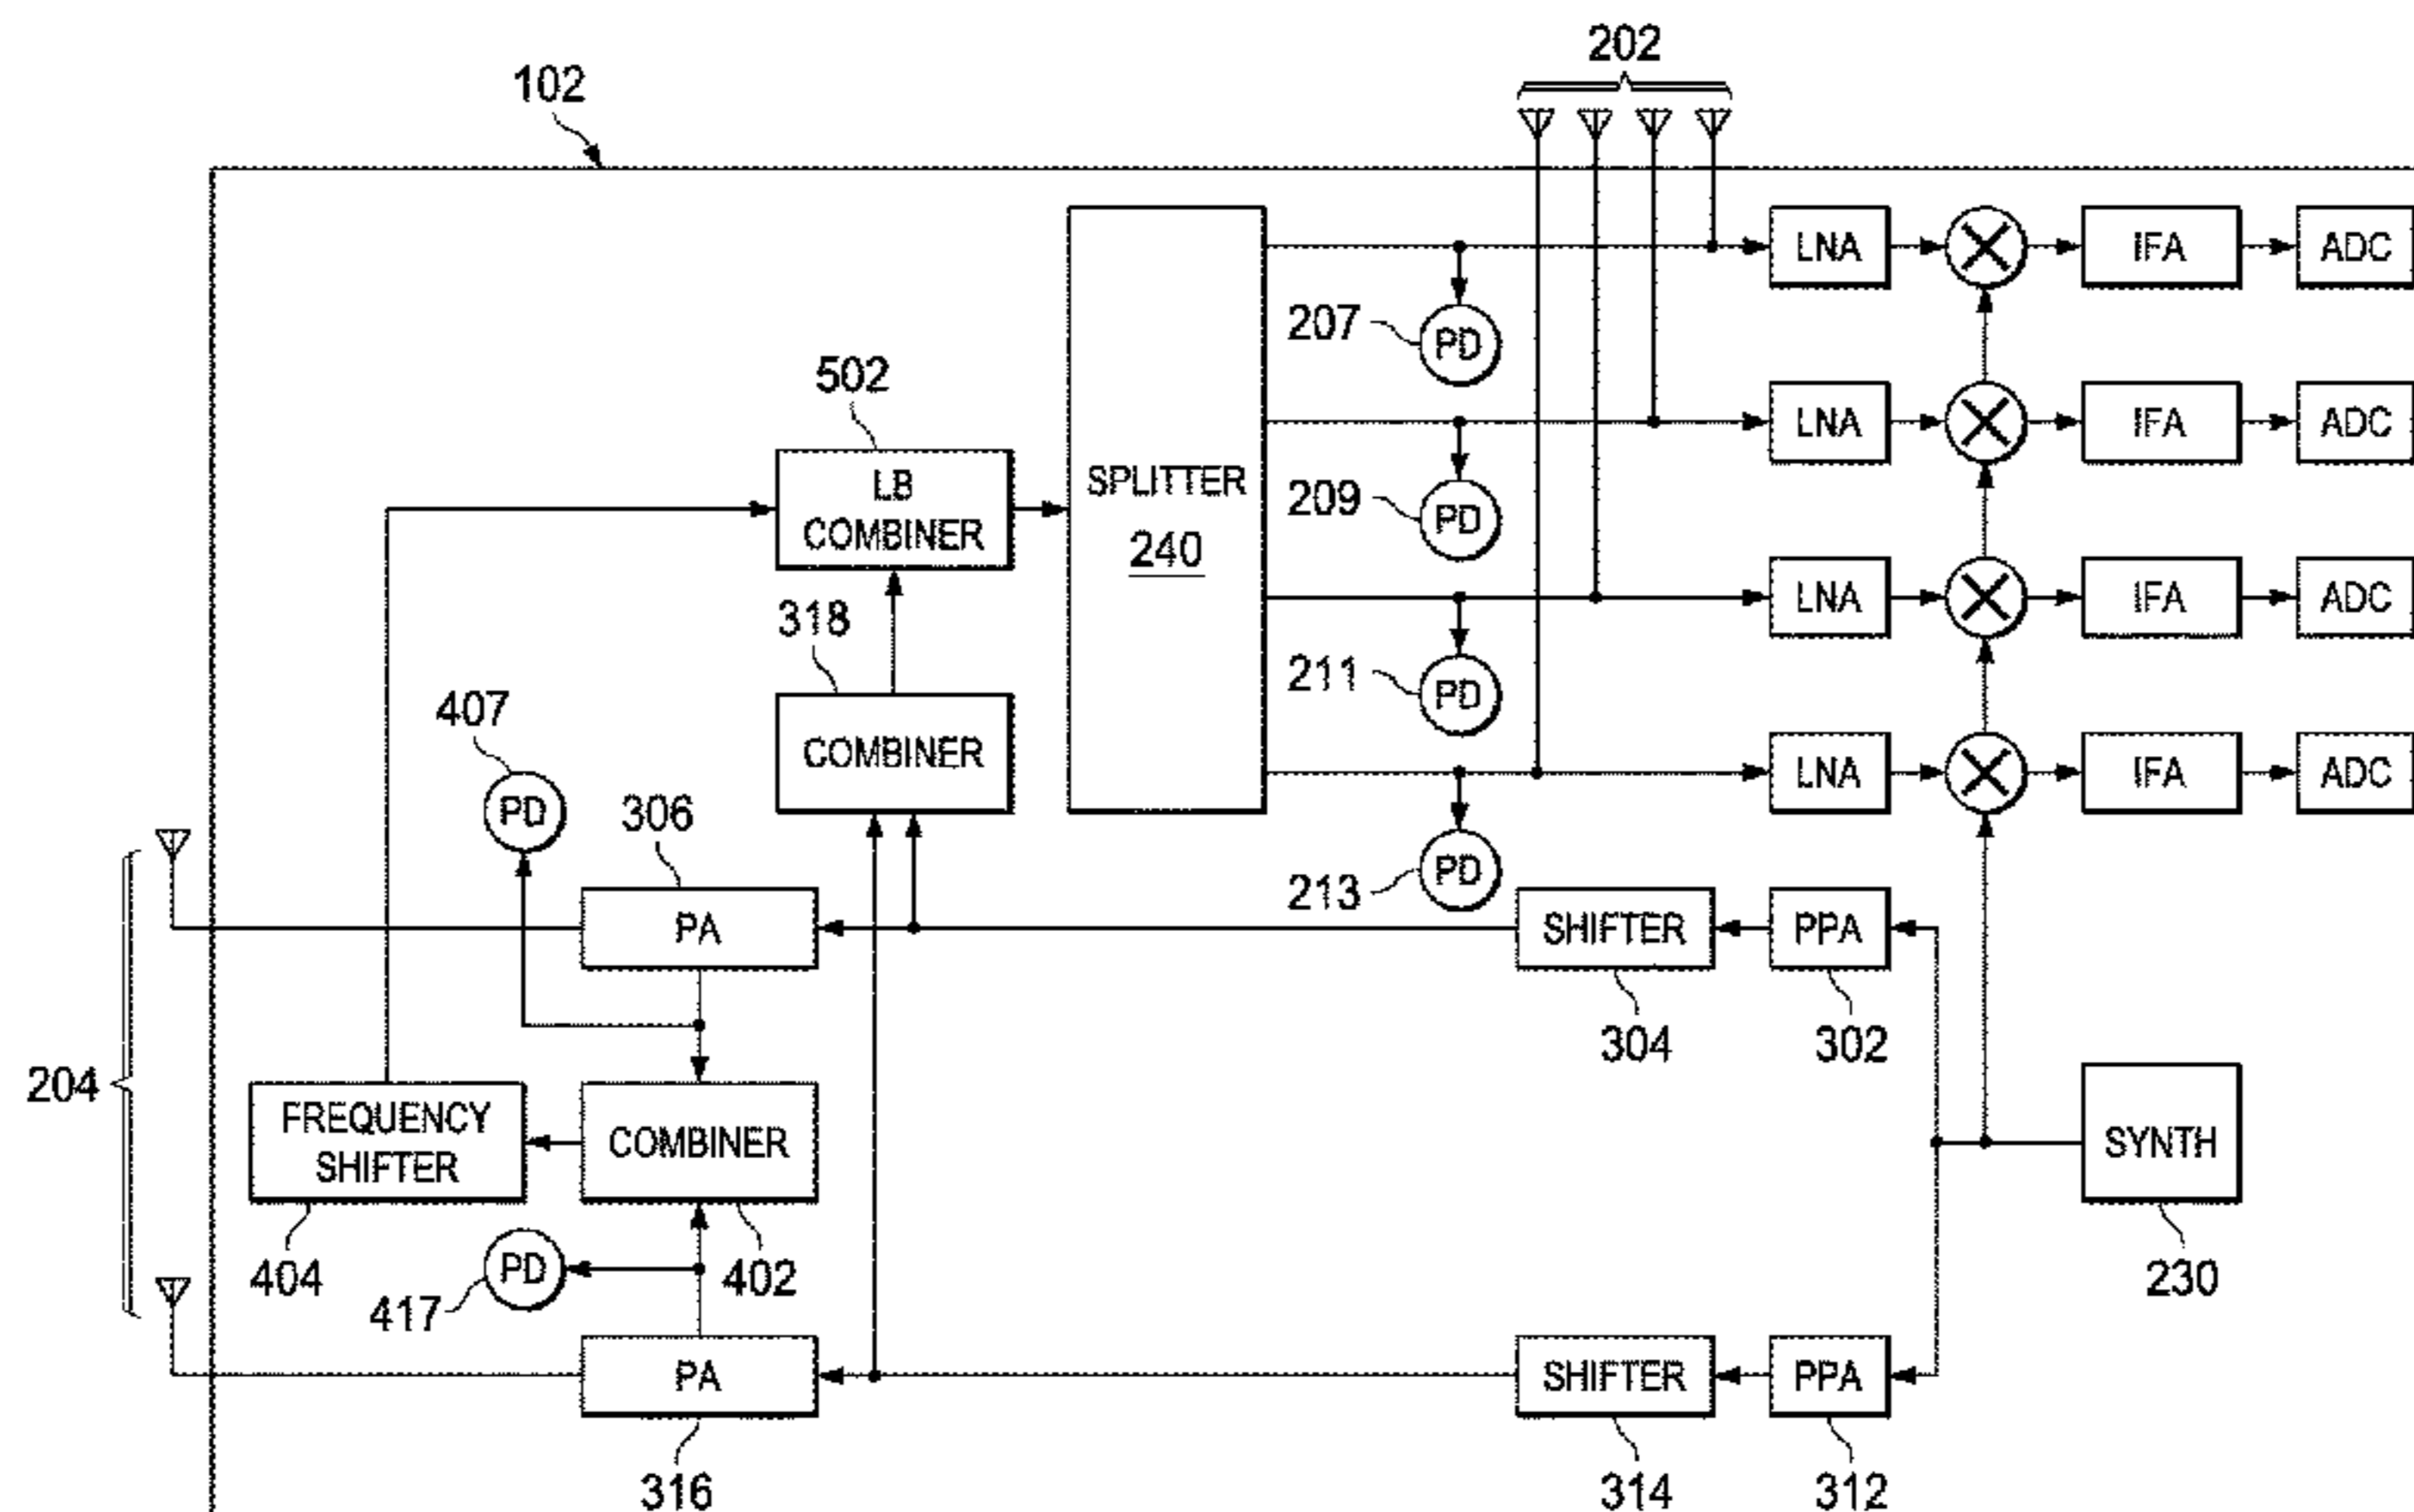 202
102
LNA
IFA
ADC
207
PD
502
LNA
IFA
ADC
LB
COMBINER
SPLITTER
240
209
PD
318
LNA
IFA
ADC
211
PD
407
PD
COMBINER
LNA
IFA
ADC
306
213
PD
PA
SHIFTER
PPA
304
302
204
FREQUENCY
SHIFTER
COMBINER
SYNTH
404
PD
402
230
417
PA
SHIFTER
PPA
316
314
312